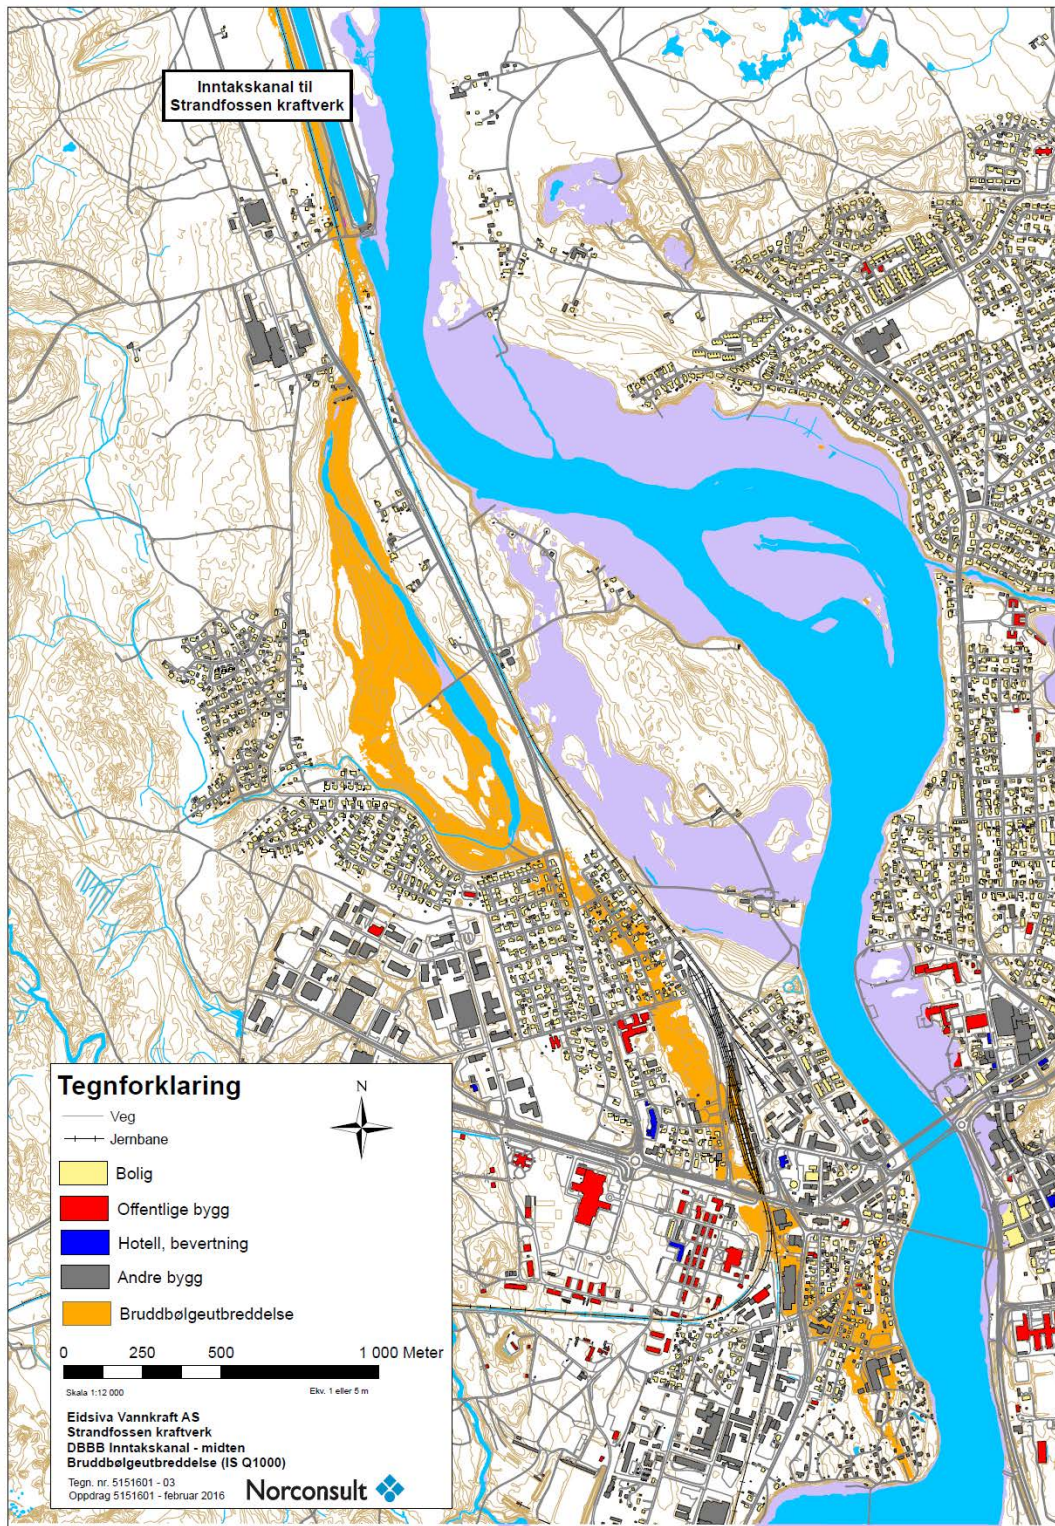 Inntakskanal til
Strandfossen kraftverk
Tegnforklaring
N
Veg
Jernbane
Bolig
Offentlige bygg
Hotell, bevertning
Andre bygg
Bruddbølgeutbreddelse
0 250 500 1 000 Meter
Skala 1:12 000 Ekv. 1 eller 5 m
Eidsiva Vannkraft AS
Strandfossen kraftverk
DBBB Inntakskanal - midten
Bruddbølgeutbreddelse (IS Q1000)
Tegn. nr. 5151601 - 03
Oppdrag 5151601 - februar 2016
Norconsult